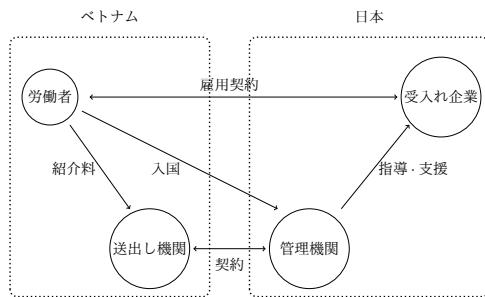 ベトナム
日本
雇用契約
労働者
受入れ企業
紹介料
入国
指導・支援
送出し機関
管理機関
契約